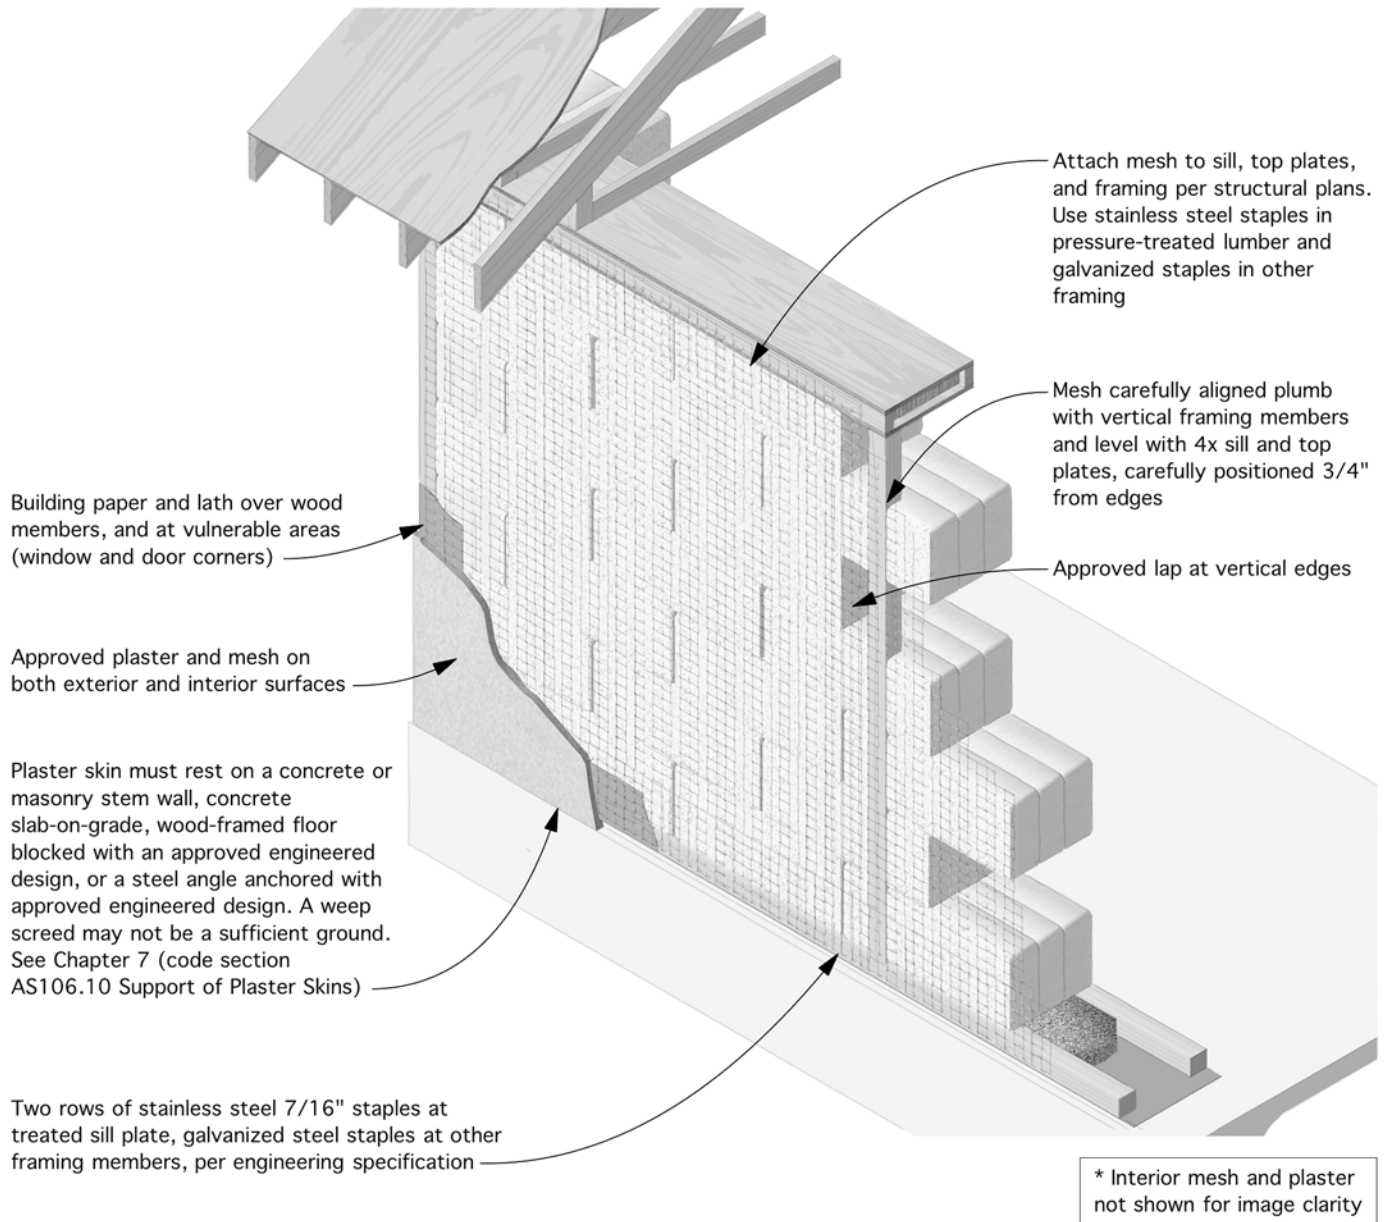 Attach mesh to sill, top plates,
and framing per structural plans.
Use stainless steel staples in
pressure-treated lumber and
galvanized staples in other
framing
Mesh carefully aligned plumb
with vertical framing members
and level with 4x sill and top
plates, carefully positioned 3/4"
from edges
Building paper and lath over wood
members, and at vulnerable areas
(window and door corners)
Approved lap at vertical edges
Approved plaster and mesh on
both exterior and interior surfaces
Plaster skin must rest on a concrete or
masonry stem wall, concrete
slab-on-grade, wood-framed floor
blocked with an approved engineered
design, or a steel angle anchored with
approved engineered design. A weep
screed may not be a sufficient ground.
See Chapter 7 (code section
AS106.10 Support of Plaster Skins)
Two rows of stainless steel 7/16" staples at
treated sill plate, galvanized steel staples at other
framing members, per engineering specification
* Interior mesh and plaster
not shown for image clarity